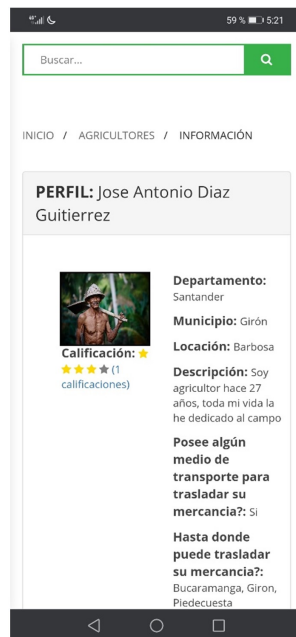 59 % 5:21
Buscar...
INICIO / AGRICULTORES / INFORMACIÓN
PERFIL: Jose Antonio Diaz
Guitierrez
Calificación:
(1
calificaciones)
Departamento:
Santander
Municipio: Girón
Locación: Barbosa
Descripción: Soy
agricultor hace 27
años, toda mi vida la
he dedicado al campo
Posee algún
medio de
transporte para
trasladar su
mercancia?: Si
Hasta donde
puede trasladar
su mercancia?:
Bucaramanga, Giron,
Piedecuesta